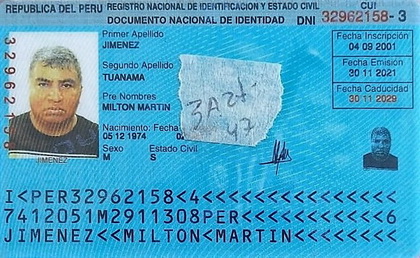 REPUBLICA DEL PERU REGISTRO NACIONAL DE IDENTIFICACION Y ESTADO CIVIL CUI
DOCUMENTO NACIONAL DE IDENTIDAD DNI 32962158 - 3
Primer Apellido
JIMENEZ
Segundo Apellido
TUANAMA
Pre Nombres
MILTON MARTIN
Nacimiento: Fecha
05 12 1974
Sexo Estado Civil
M S
Fecha Inscripción
04 09 2001
Fecha Emisión
30 11 2021
Fecha Caducidad
30 11 2029
47
JIMENEZ
I<PER32962158<4<<<<<<<<<<<<<<<
7412051M2911308PER<<<<<<<<<<<6
JIMENEZ<<MILTON<MARTIN<<<<<<<<